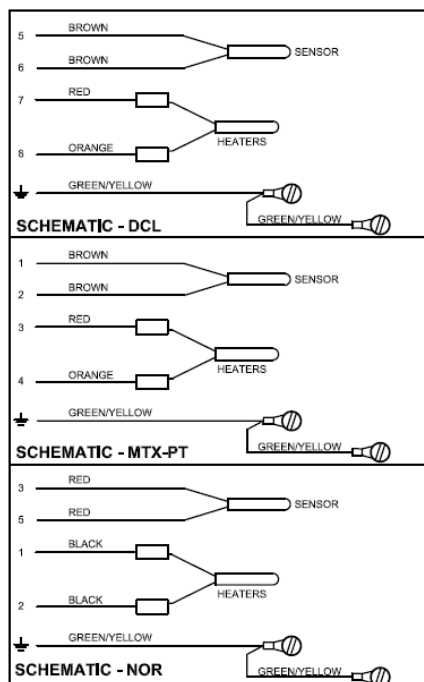 5 BROWN
SENSOR
6 BROWN
7 RED
8 ORANGE
HEATERS
GREEN/YELLOW
GREEN/YELLOW
SCHEMATIC - DCL
1 BROWN
SENSOR
2 BROWN
3 RED
4 ORANGE
HEATERS
GREEN/YELLOW
GREEN/YELLOW
SCHEMATIC - MTX-PT
3 RED
SENSOR
5 RED
1 BLACK
HEATERS
2 BLACK
GREEN/YELLOW
SCHEMATIC - NOR
GREEN/YELLOW